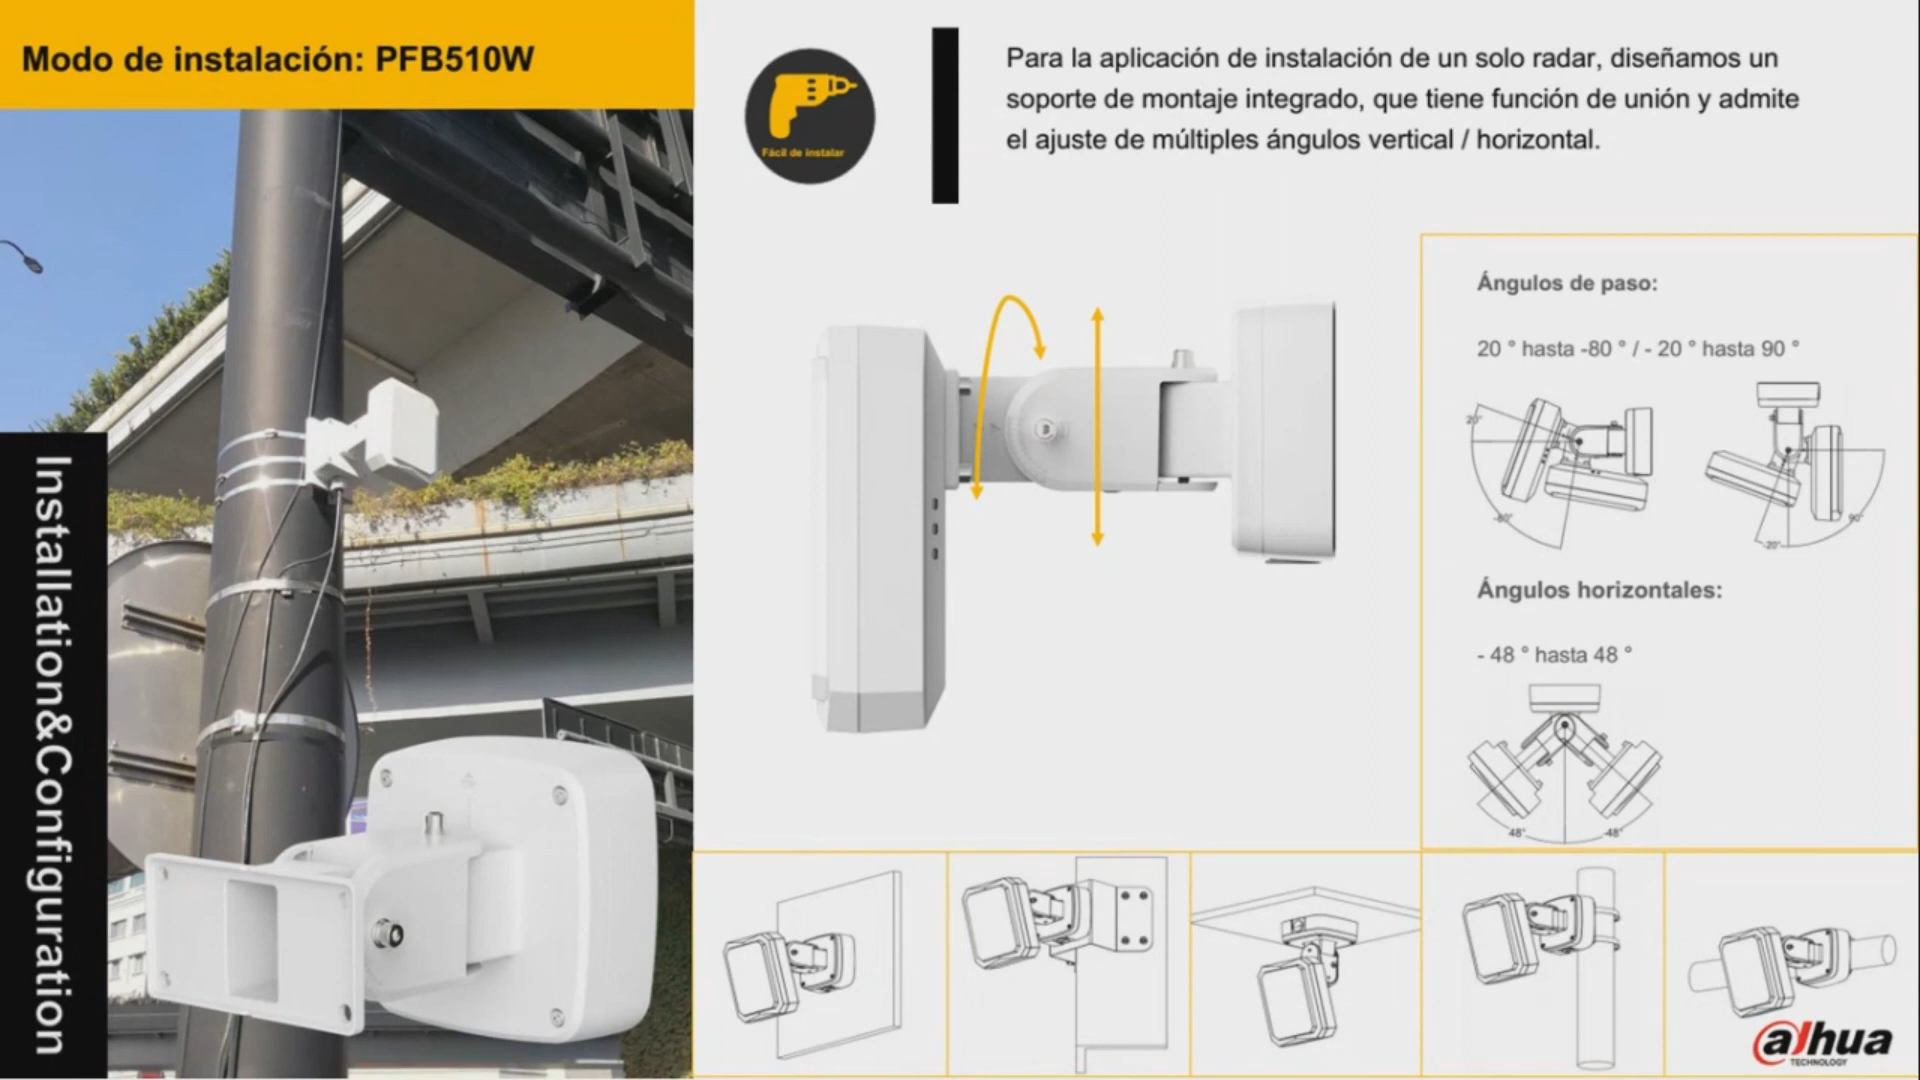 Modo de instalación: PFB510W
Installation&Configuration
Fácil de instalar
Para la aplicación de instalación de un solo radar, diseñamos un
soporte de montaje integrado, que tiene función de unión y admite
el ajuste de múltiples ángulos vertical / horizontal.
Ángulos de paso:
20 ° hasta -80 ° / - 20 ° hasta 90 °
20°
-80°
-20°
90°
Ángulos horizontales:
- 48 ° hasta 48 °
48°
-48°
alhua
TECHNOLOGY